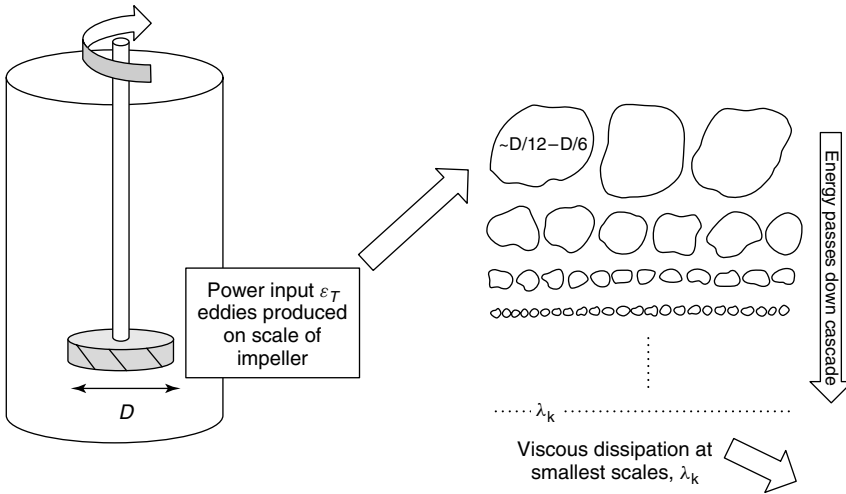 D
Power input ε_T
eddies produced
on scale of
impeller
~D/12–D/6
Energy passes down cascade
λ_k
Viscous dissipation at
smallest scales, λ_k